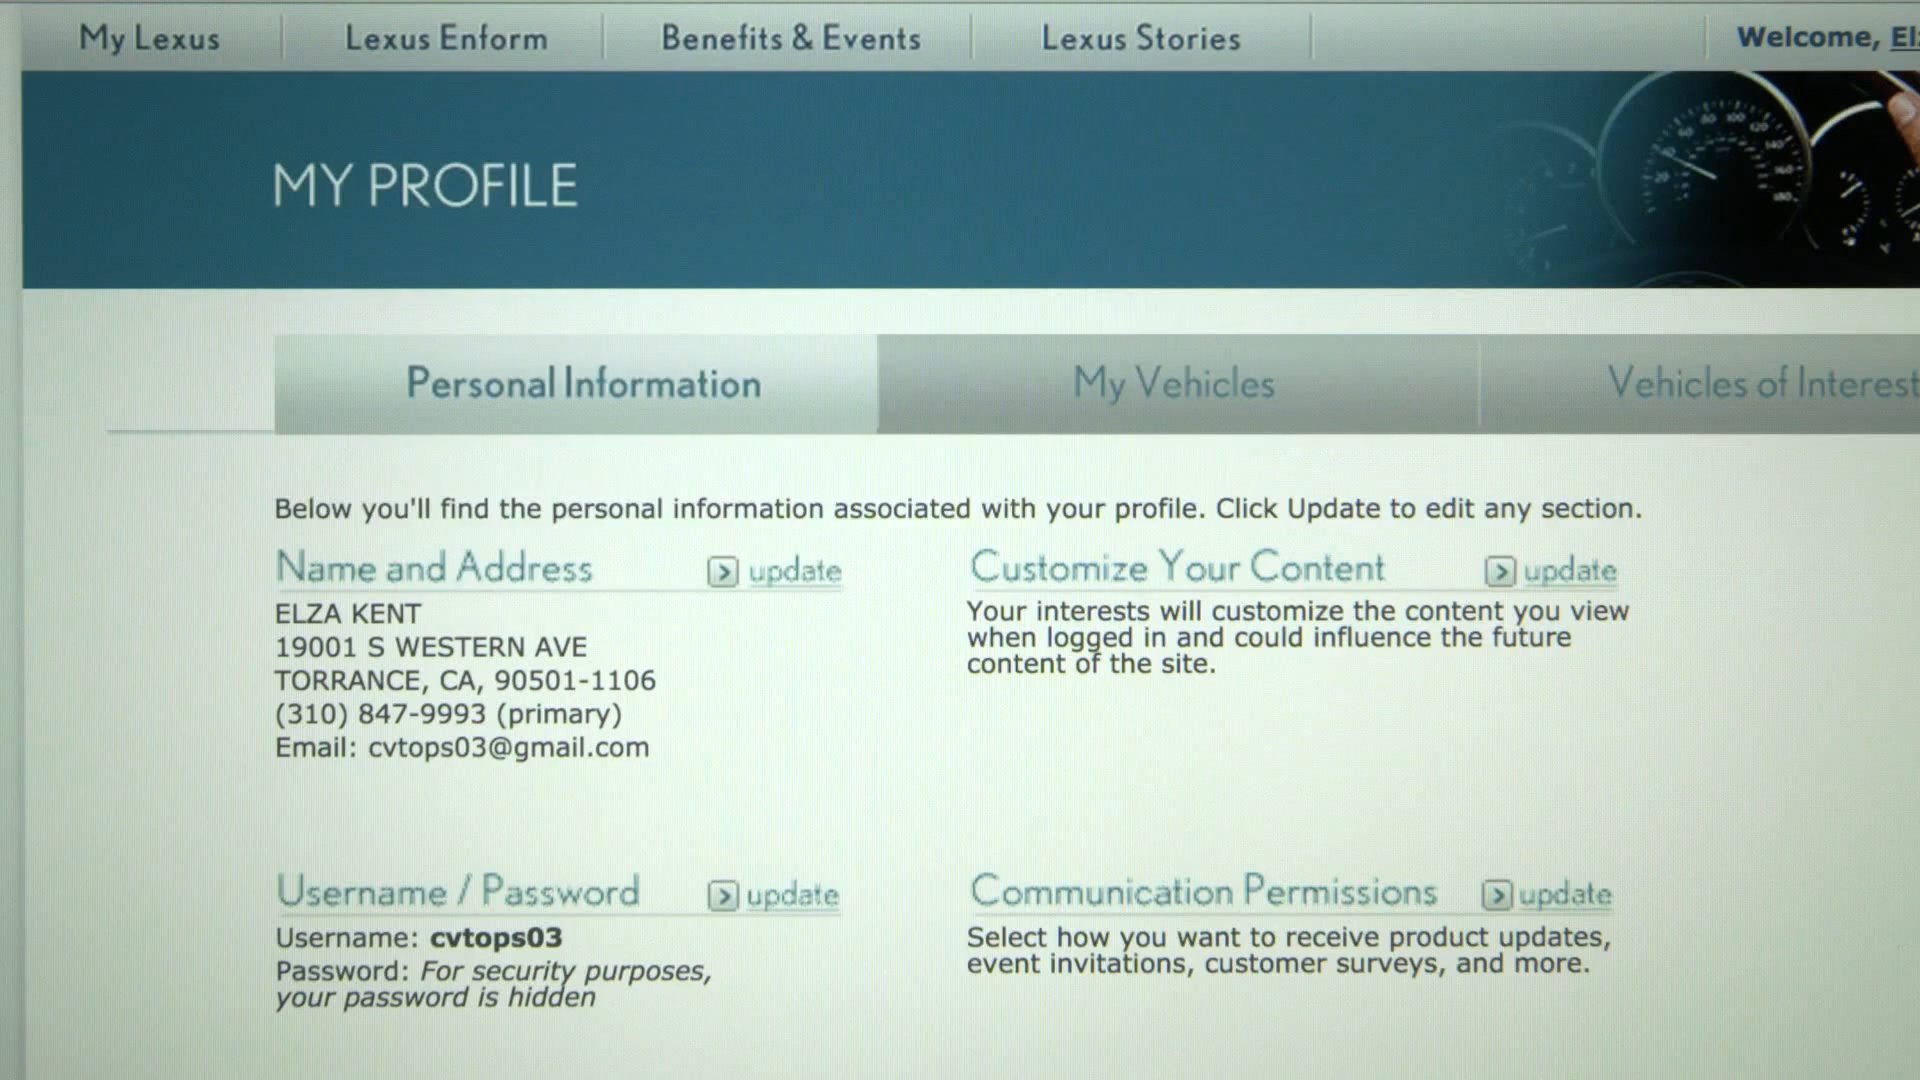 My Lexus
Lexus Enform
Benefits & Events
Lexus Stories
Welcome,
MY PROFILE
Personal Information
My Vehicles
Vehicles of Interest
Below you'll find the personal information associated with your profile. Click Update to edit any section.
Name and Address
update
ELZA KENT
19001 S WESTERN AVE
TORRANCE, CA, 90501-1106
(310) 847-9993 (primary)
Email: cvtops03@gmail.com
Customize Your Content
update
Your interests will customize the content you view
when logged in and could influence the future
content of the site.
Username / Password
update
Username: cvtops03
Password: For security purposes,
your password is hidden
Communication Permissions
update
Select how you want to receive product updates,
event invitations, customer surveys, and more.